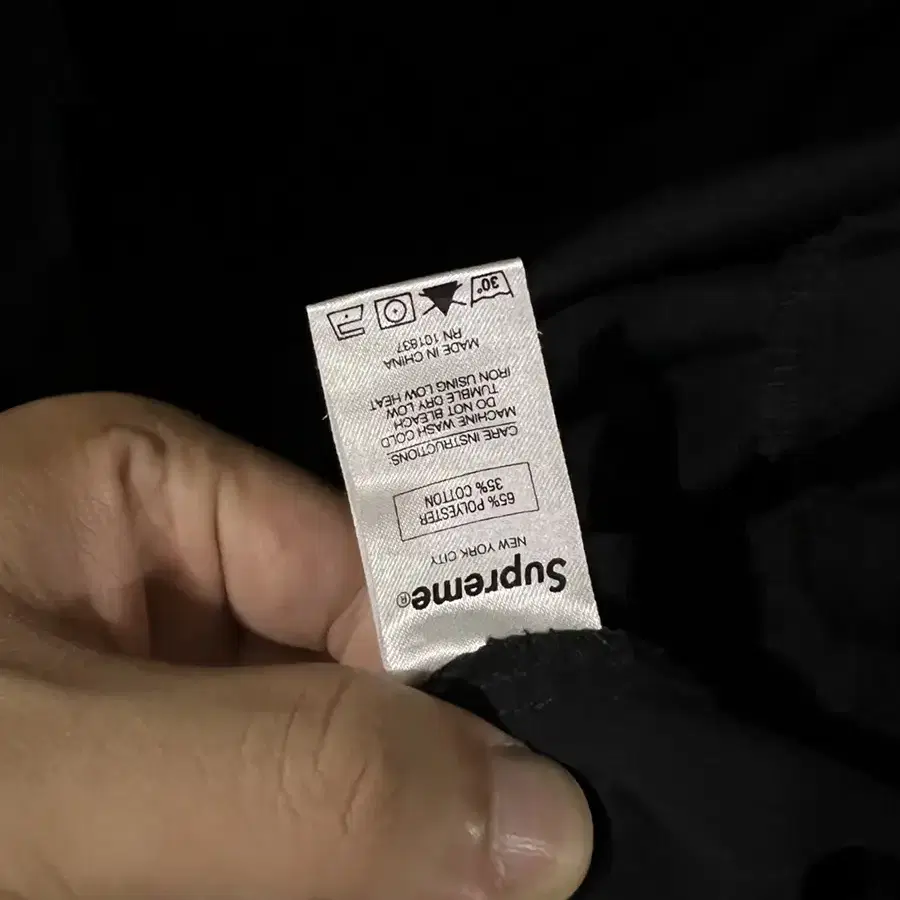 Supreme®
NEW YORK CITY
65% POLYESTER
35% COTTON
CARE INSTRUCTIONS:
MACHINE WASH COLD
DO NOT BLEACH
TUMBLE DRY LOW
IRON USING LOW HEAT
MADE IN CHINA
RN 101837
30°